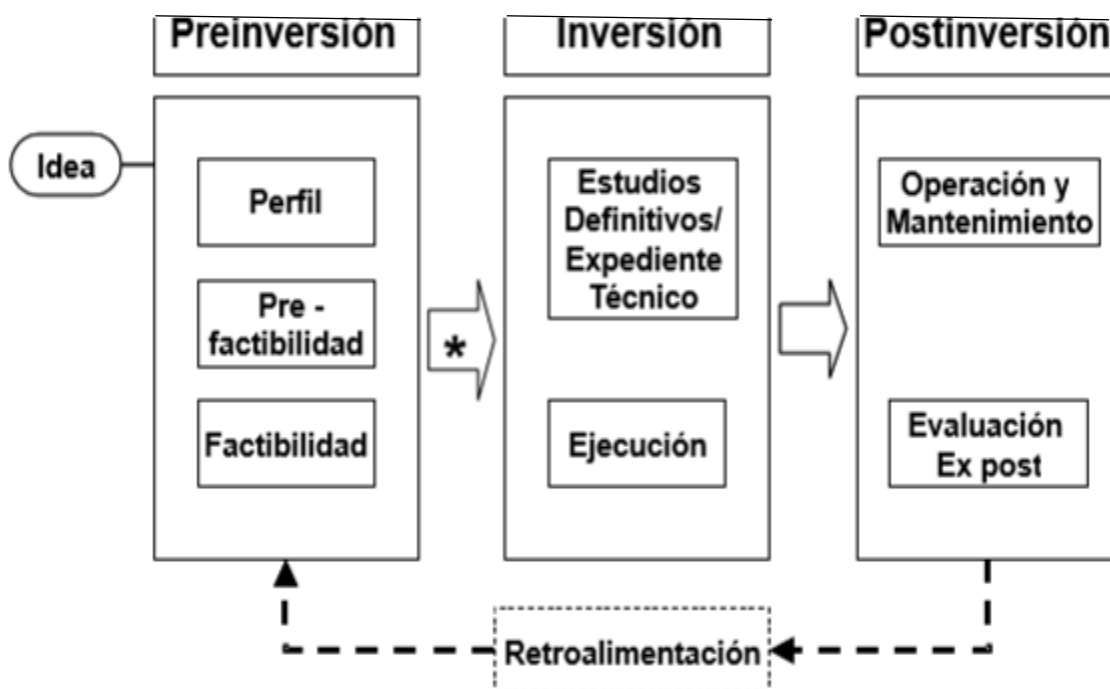 Preinversión
Inversión
Postinversión
Idea
Perfil
Pre -
factibilidad
Factibilidad
*
Estudios
Definitivos/
Expediente
Técnico
Ejecución
Operación y
Mantenimiento
Evaluación
Ex post
Retroalimentación